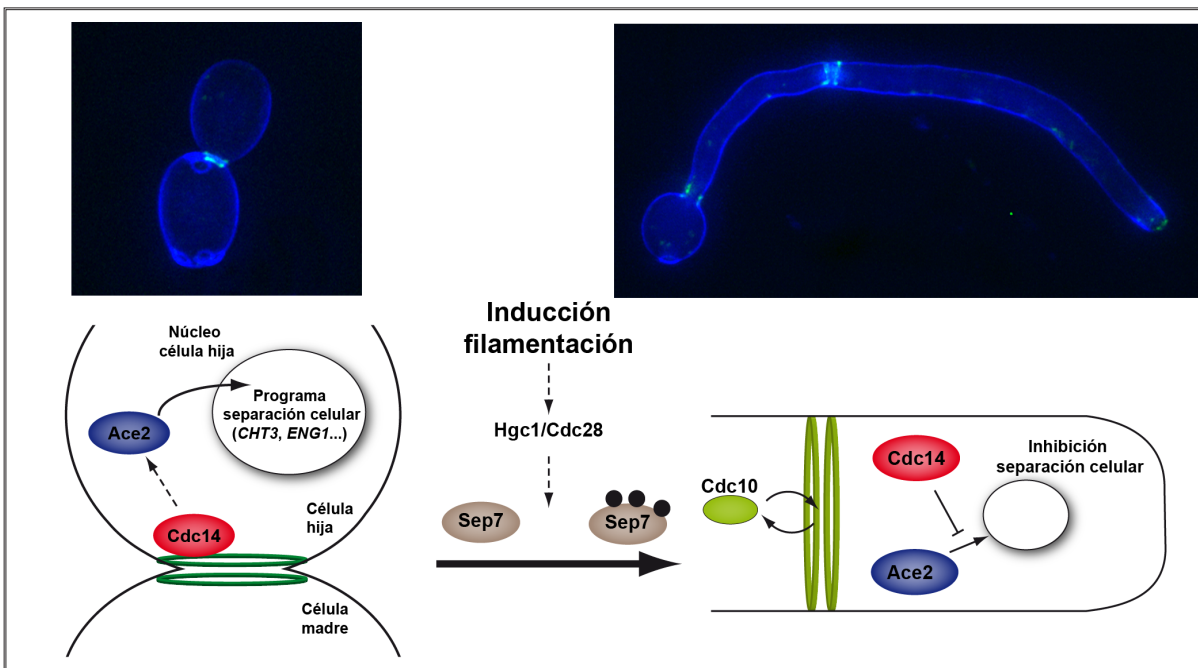 Inducción
filamentación
Hgc1/Cdc28
Núcleo
célula hija
Programa
separación celular
(CHT3, ENG1...)
Ace2
Célula
hija
Cdc14
Célula
madre
Sep7
Sep7
Cdc10
Cdc14
Inhibición
separación celular
Ace2